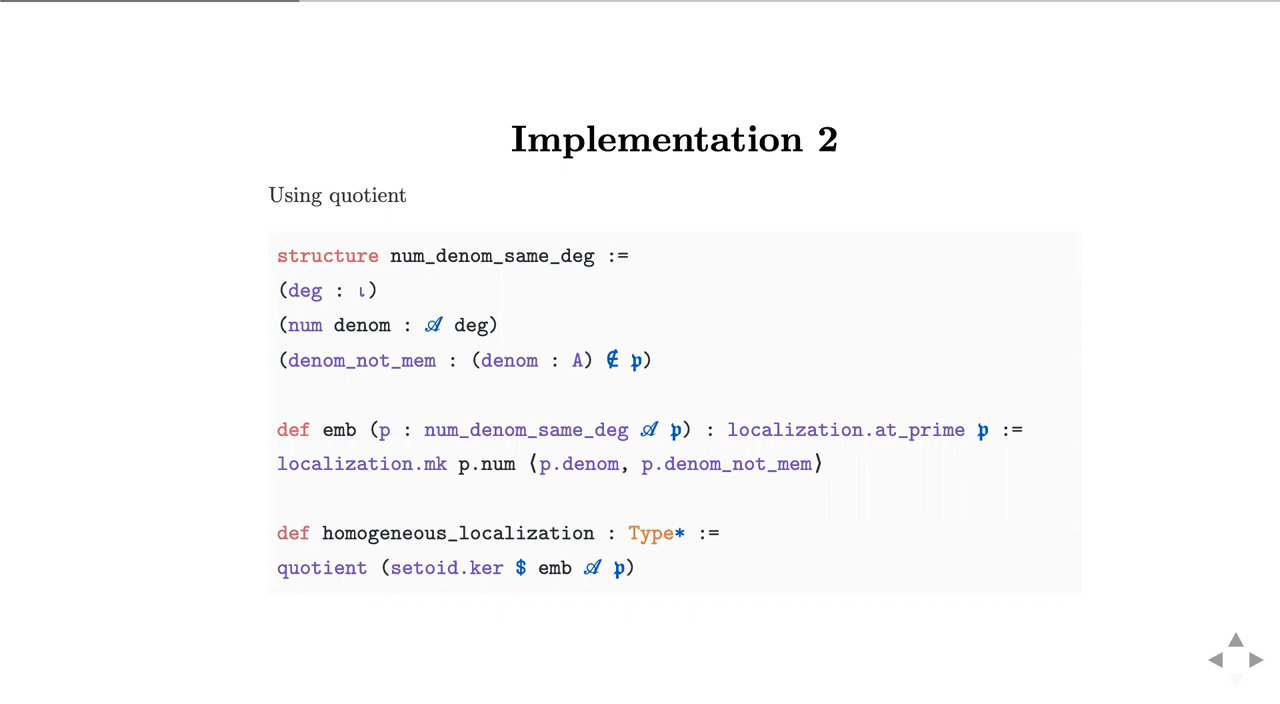 Implementation 2
Using quotient
structure num_denom_same_deg :=
(deg : ι)
(num denom : 𝒜 deg)
(denom_not_mem : (denom : A) ∉ 𝔭)
def emb (p : num_denom_same_deg 𝒜 𝔭) : localization.at_prime 𝔭 :=
localization.mk p.num ⟨p.denom, p.denom_not_mem⟩
def homogeneous_localization : Type* :=
quotient (setoid.ker $ emb 𝒜 𝔭)